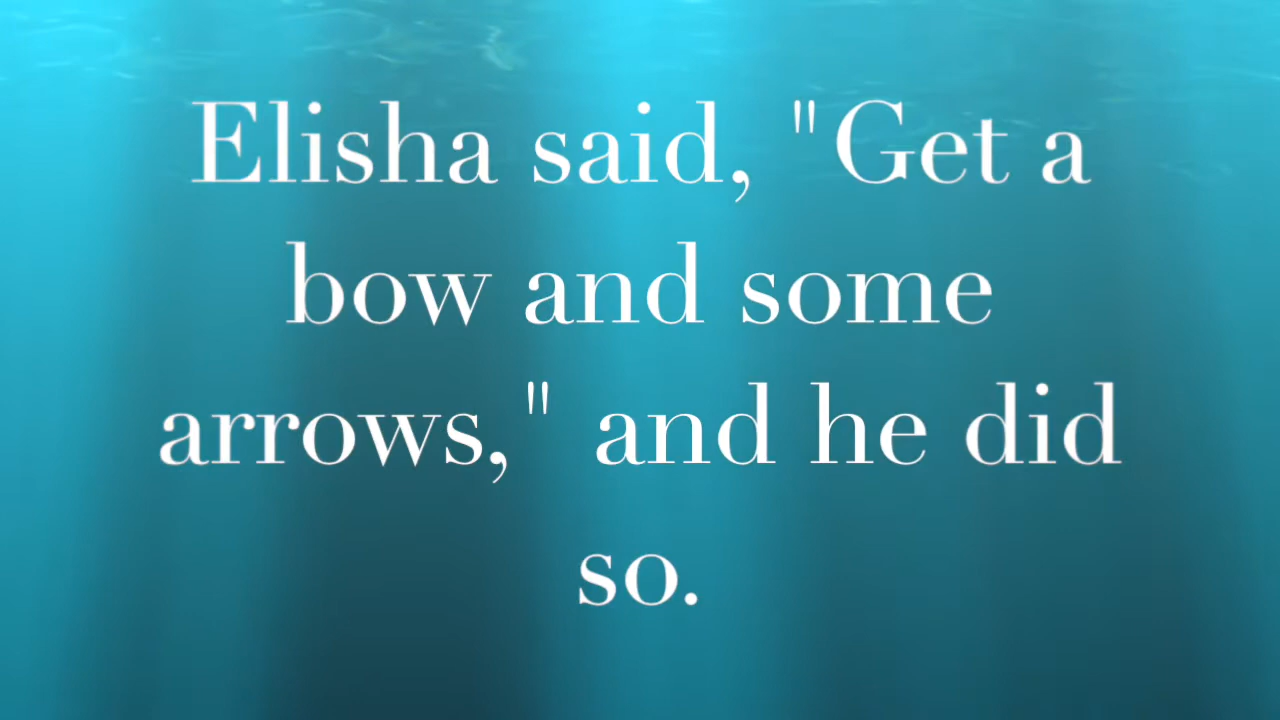 Elisha said, "Get a
bow and some
arrows," and he did
so.